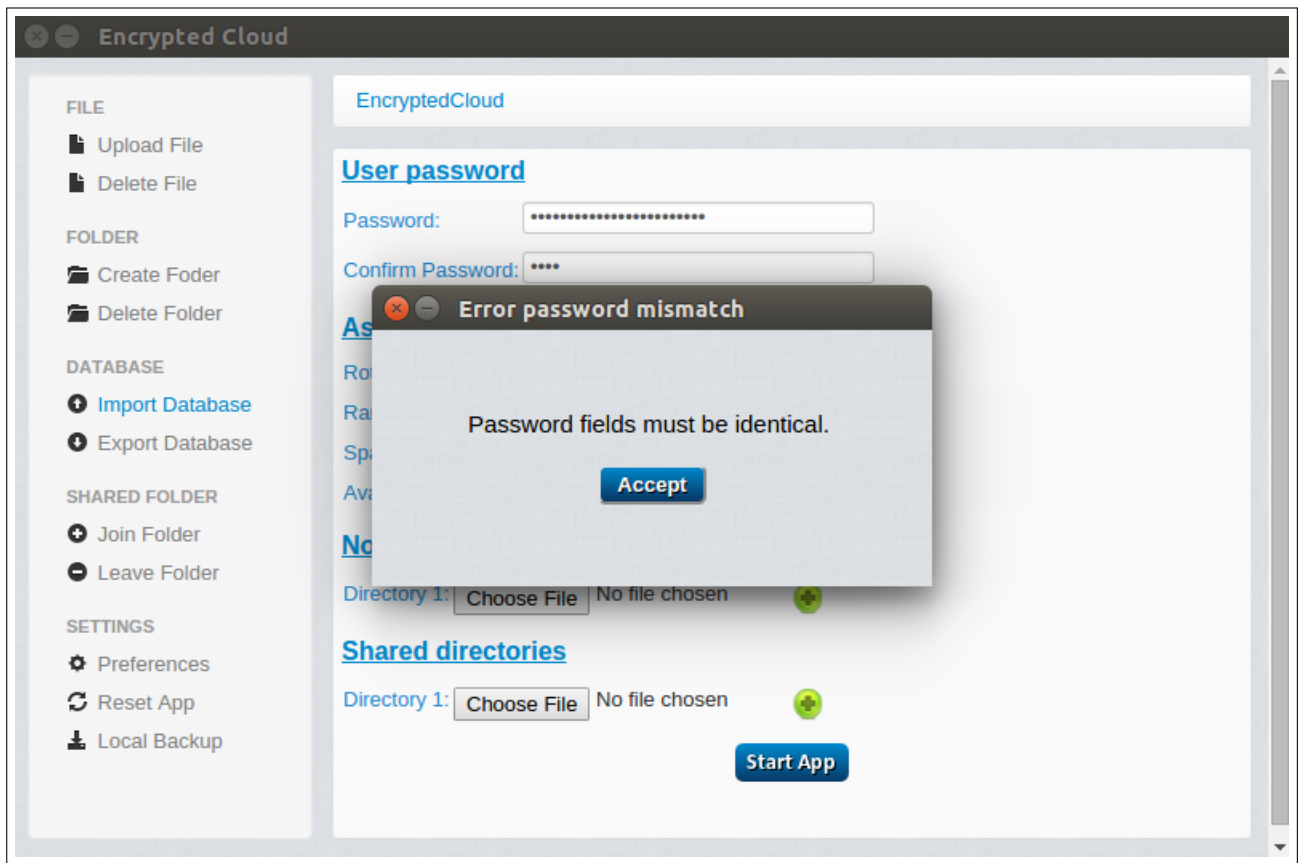 Encrypted Cloud
FILE
Upload File
Delete File
FOLDER
Create Foder
Delete Folder
DATABASE
Import Database
Export Database
SHARED FOLDER
Join Folder
Leave Folder
SETTINGS
Preferences
Reset App
Local Backup
EncryptedCloud
User password
Password: ••••••••••••••••••••••••
Confirm Password: ••••
Error password mismatch
Password fields must be identical.
Accept
Directory 1: Choose File No file chosen
Shared directories
Directory 1: Choose File No file chosen
Start App